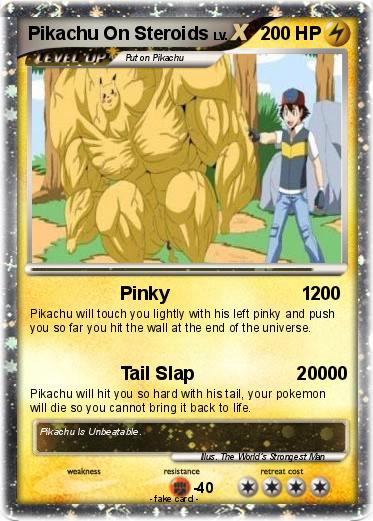 Pikachu On Steroids LV. X 200 HP
LEVEL-UP Put on Pikachu
Pinky 1200
Pikachu will touch you lightly with his left pinky and push
you so far you hit the wall at the end of the universe.
Tail Slap 20000
Pikachu will hit you so hard with his tail, your pokemon
will die so you cannot bring it back to life.
Pikachu Is Unbeatable.
Illus. The World's Strongest Man
weakness resistance retreat cost
-40
- fake card -